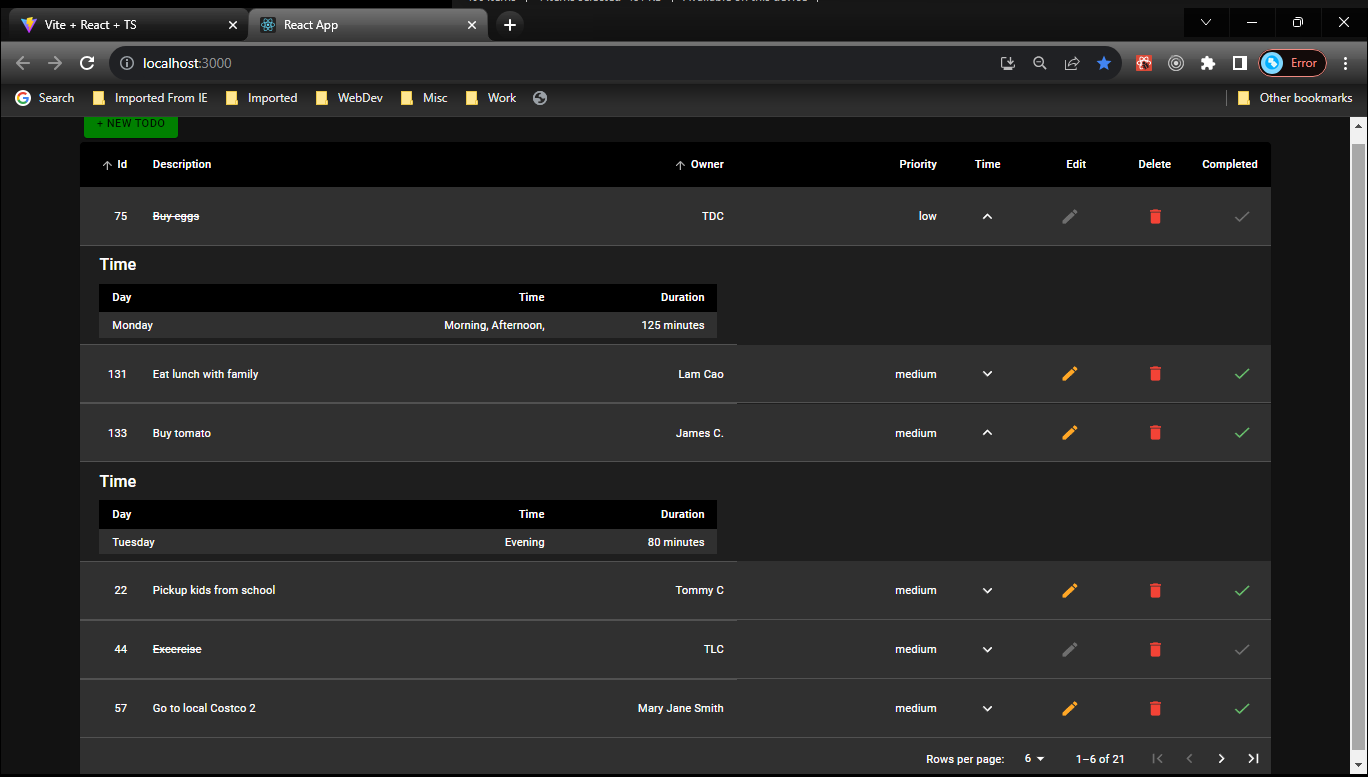 Vite + React + TS
React App
localhost:3000
Error
Search Imported From IE Imported WebDev Misc Work Other bookmarks
+ NEW TODO
Id Description Owner Priority Time Edit Delete Completed
75 Buy eggs TDC low
Time
Day Time Duration
Monday Morning, Afternoon, 125 minutes
131 Eat lunch with family Lam Cao medium
133 Buy tomato James C. medium
Time
Day Time Duration
Tuesday Evening 80 minutes
22 Pickup kids from school Tommy C medium
44 Excercise TLC medium
57 Go to local Costco 2 Mary Jane Smith medium
Rows per page: 6 1–6 of 21